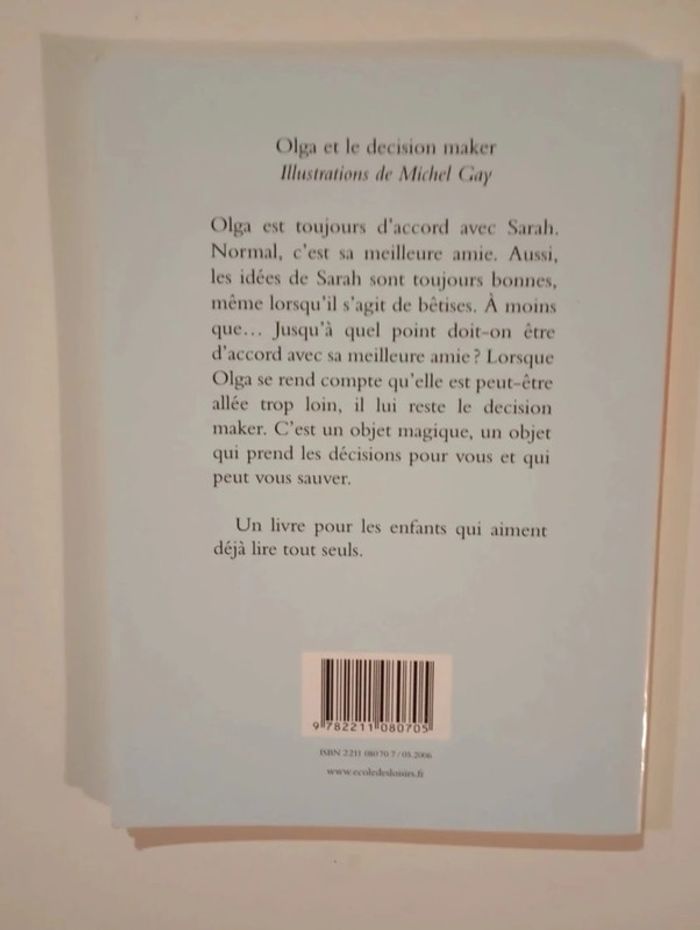 Olga et le decision maker
Illustrations de Michel Gay
Olga est toujours d'accord avec Sarah.
Normal, c'est sa meilleure amie. Aussi,
les idées de Sarah sont toujours bonnes,
même lorsqu'il s'agit de bêtises. À moins
que… Jusqu'à quel point doit-on être
d'accord avec sa meilleure amie ? Lorsque
Olga se rend compte qu'elle est peut-être
allée trop loin, il lui reste le decision
maker. C'est un objet magique, un objet
qui prend les décisions pour vous et qui
peut vous sauver.
Un livre pour les enfants qui aiment
déjà lire tout seuls.
9 782211 080705
ISBN 2 211 080 70 7 / 05.2006
www.ecoledesloisirs.fr